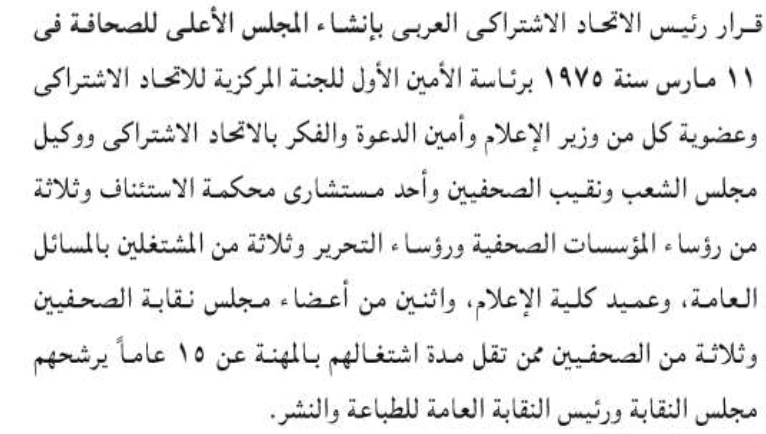 قرار رئيس الاتحاد الاشتراكى العربى بإنشاء المجلس الأعلى للصحافة فى
١١ مارس سنة ١٩٧٥ برئاسة الأمين الأول للجنة المركزية للاتحاد الاشتراكى
وعضوية كل من وزير الإعلام وأمين الدعوة والفكر بالاتحاد الاشتراكى ووكيل
مجلس الشعب ونقيب الصحفيين وأحد مستشارى محكمة الاستئناف وثلاثة
من رؤساء المؤسسات الصحفية ورؤساء التحرير وثلاثة من المشتغلين بالمسائل
العامة، وعميد كلية الإعلام، واثنين من أعضاء مجلس نقابة الصحفيين
وثلاثة من الصحفيين ممن تقل مدة اشتغالهم بالمهنة عن ١٥ عاماً يرشحهم
مجلس النقابة ورئيس النقابة العامة للطباعة والنشر.